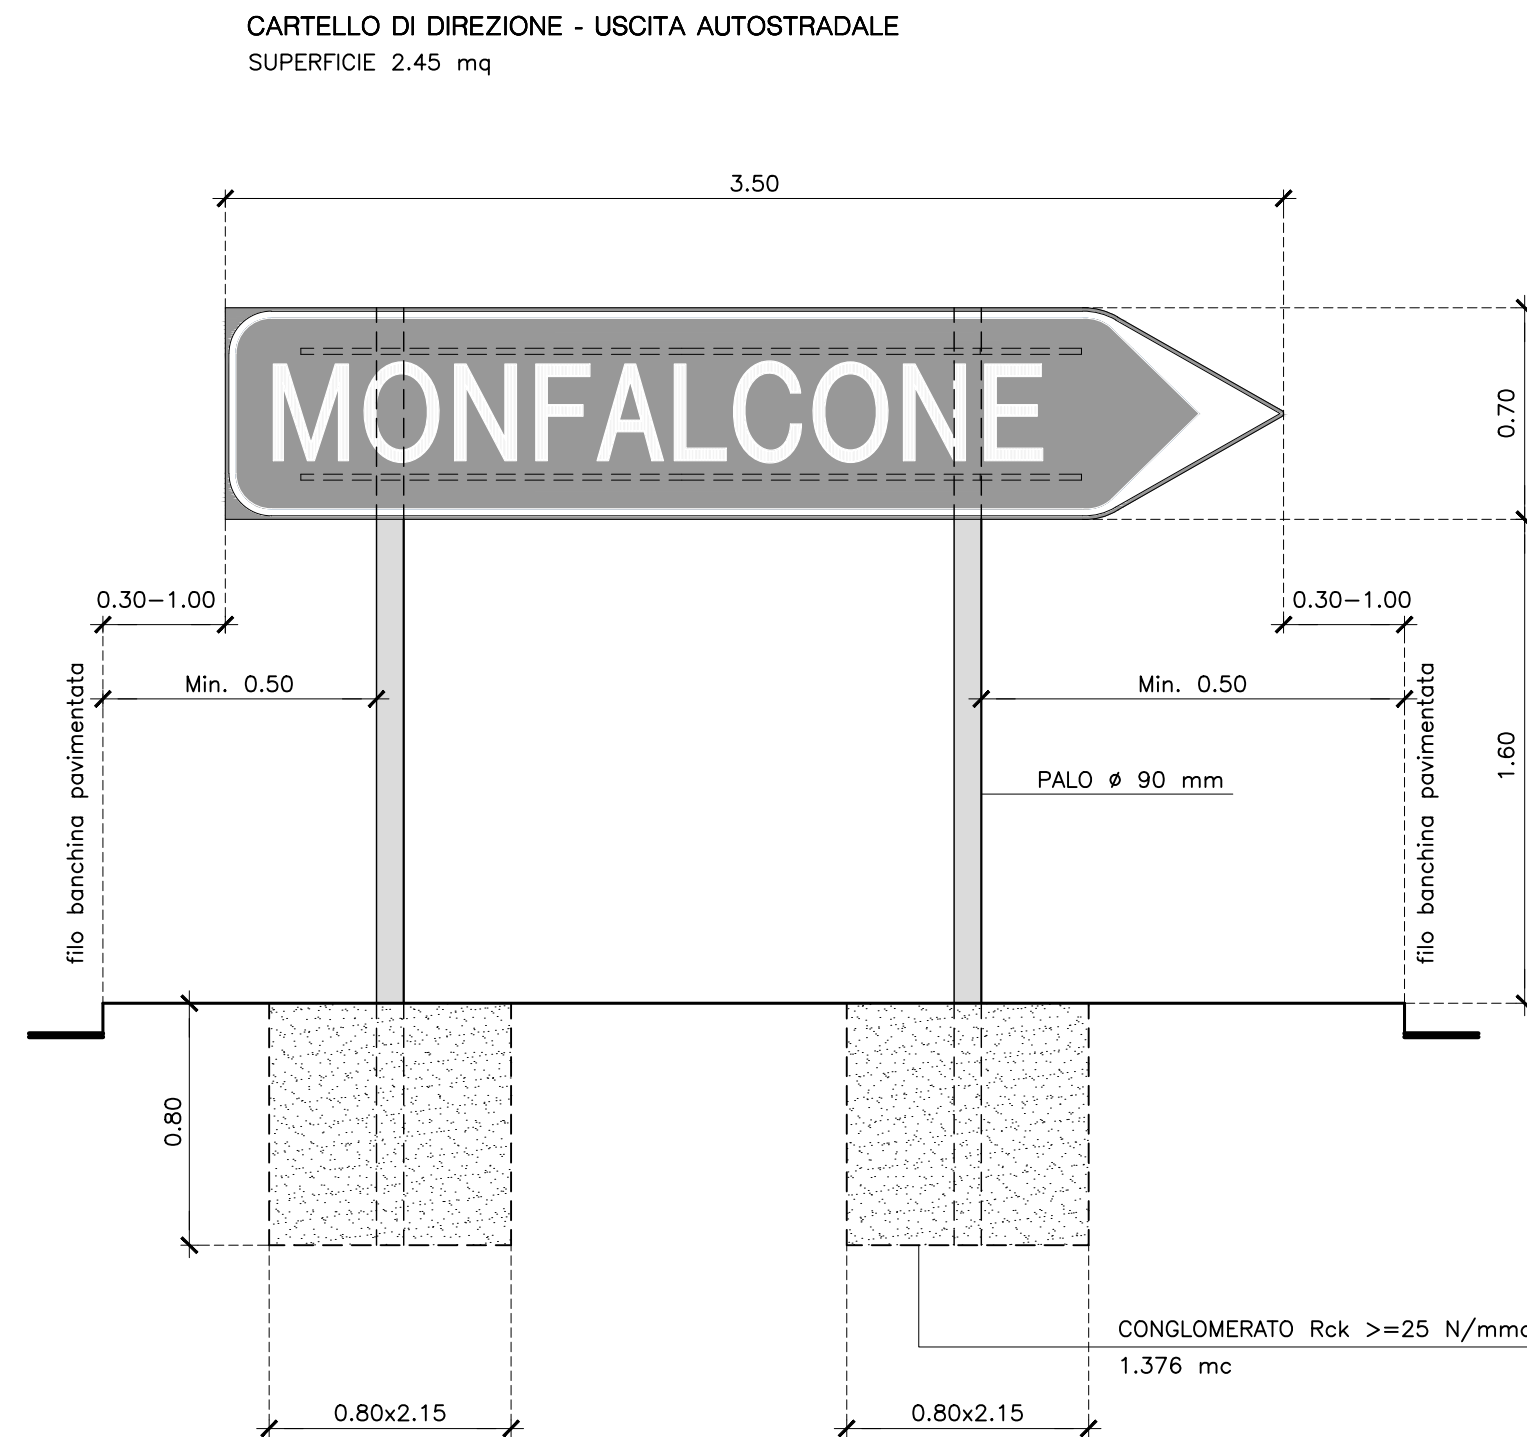 CARTELLO DI DIREZIONE - USCITA AUTOSTRADALE
SUPERFICIE 2.45 mq
3.50
MONFALCONE
0.70
0.30-1.00
0.30-1.00
Min. 0.50
Min. 0.50
filo banchina pavimentata
filo banchina pavimentata
1.60
PALO ø 90 mm
0.80
CONGLOMERATO Rck >=25
1.376 mc
0.80x2.15
0.80x2.15